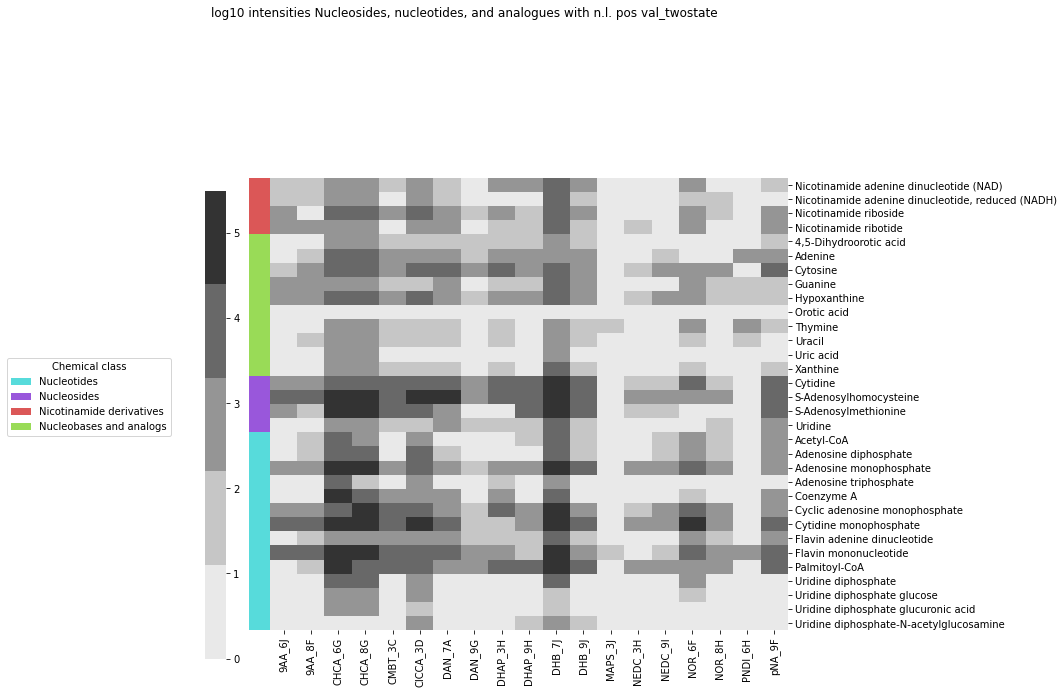 log10 intensities Nucleosides, nucleotides, and analogues with n.l. pos val_twostate
Chemical class
Nucleotides
Nucleosides
Nicotinamide derivatives
Nucleobases and analogs
5
4
3
2
1
0
Nicotinamide adenine dinucleotide (NAD)
Nicotinamide adenine dinucleotide, reduced (NADH)
Nicotinamide riboside
Nicotinamide ribotide
4,5-Dihydroorotic acid
Adenine
Cytosine
Guanine
Hypoxanthine
Orotic acid
Thymine
Uracil
Uric acid
Xanthine
Cytidine
S-Adenosylhomocysteine
S-Adenosylmethionine
Uridine
Acetyl-CoA
Adenosine diphosphate
Adenosine monophosphate
Adenosine triphosphate
Coenzyme A
Cyclic adenosine monophosphate
Cytidine monophosphate
Flavin adenine dinucleotide
Flavin mononucleotide
Palmitoyl-CoA
Uridine diphosphate
Uridine diphosphate glucose
Uridine diphosphate glucuronic acid
Uridine diphosphate-N-acetylglucosamine
9AA_6J
9AA_8F
CHCA_6G
CHCA_8G
CMBT_3C
ClCCA_3D
DAN_7A
DAN_9G
DHAP_3H
DHAP_9H
DHB_7J
DHB_9J
MAPS_3J
NEDC_3H
NEDC_9I
NOR_6F
NOR_8H
PNDI_6H
pNA_9F